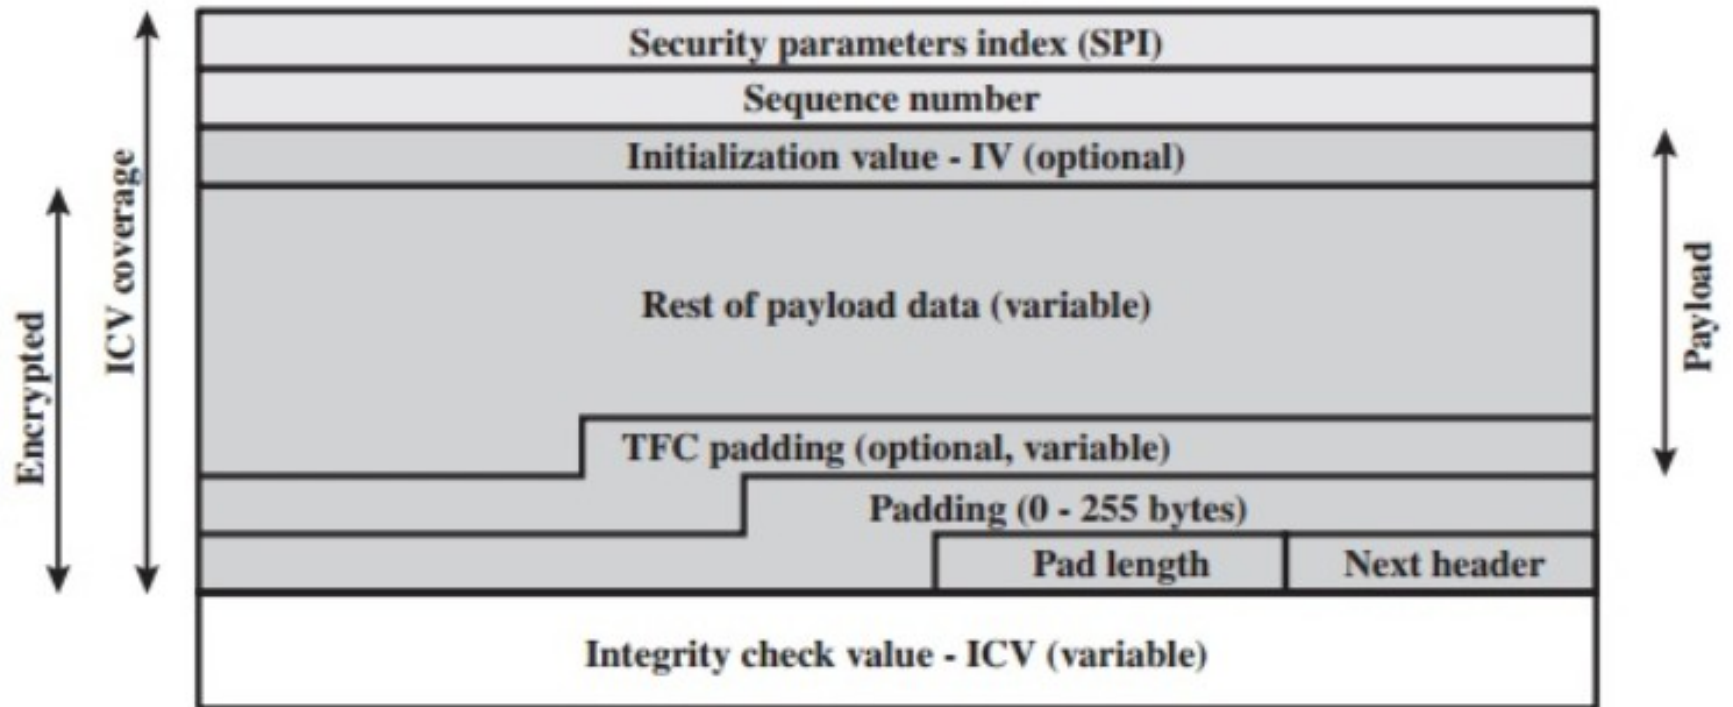 Security parameters index (SPI)
Sequence number
Initialization value - IV (optional)
Rest of payload data (variable)
TFC padding (optional, variable)
Padding (0 - 255 bytes)
Pad length
Next header
Integrity check value - ICV (variable)
Encrypted
ICV coverage
Payload